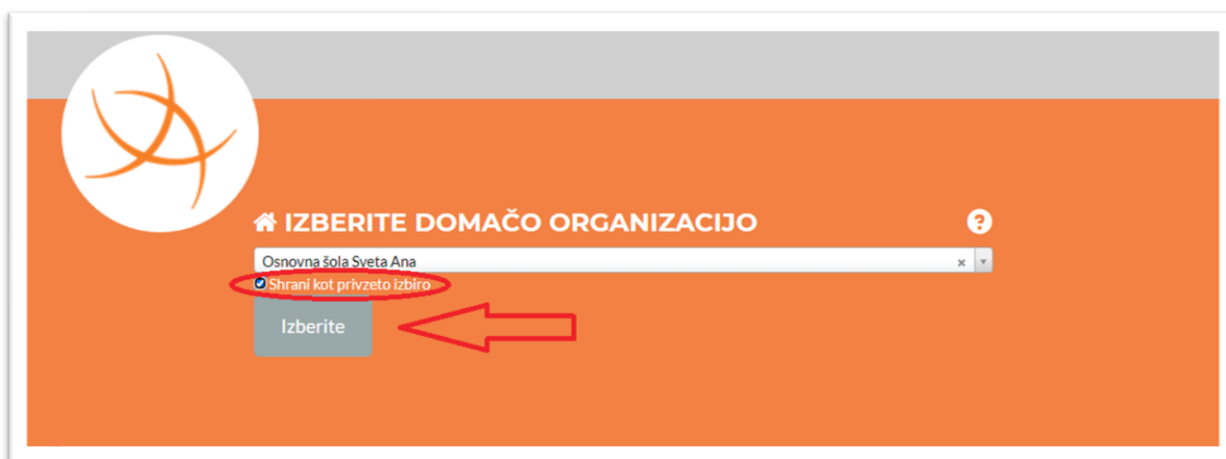 IZBERITE DOMAČO ORGANIZACIJO
Osnovna šola Sveta Ana
Shrani kot privzeto izbiro
Izberite